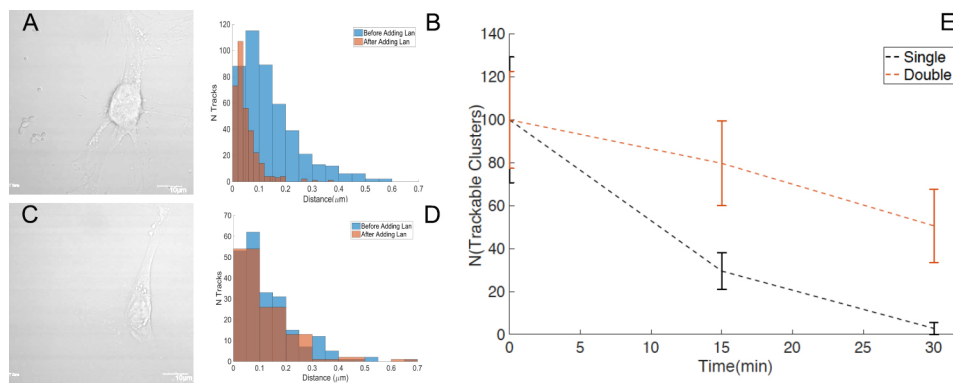 A
10µm
B
N Tracks
120
100
80
60
40
20
0
Before Adding Lan
After Adding Lan
0 0.1 0.2 0.3 0.4 0.5 0.6 0.7
Distance(µm)
C
10µm
D
N Tracks
70
60
50
40
30
20
10
0
Before Adding Lan
After Adding Lan
0 0.1 0.2 0.3 0.4 0.5 0.6 0.7
Distance (µm)
E
N(Trackable Clusters)
140
120
100
80
60
40
20
0
Single
Double
0 5 10 15 20 25 30
Time(min)